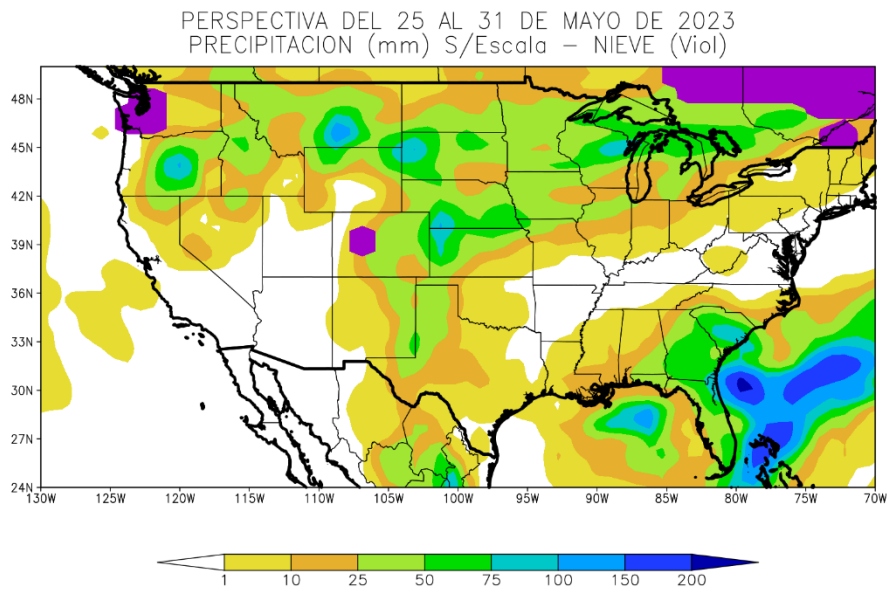 PERSPECTIVA DEL 25 AL 31 DE MAYO DE 2023
PRECIPITACION (mm) S/Escala – NIEVE (Viol)
48N
45N
42N
39N
36N
33N
30N
27N
24N
130W 125W 120W 115W 110W 105W 100W 95W 90W 85W 80W 75W 70W
1 10 25 50 75 100 150 200